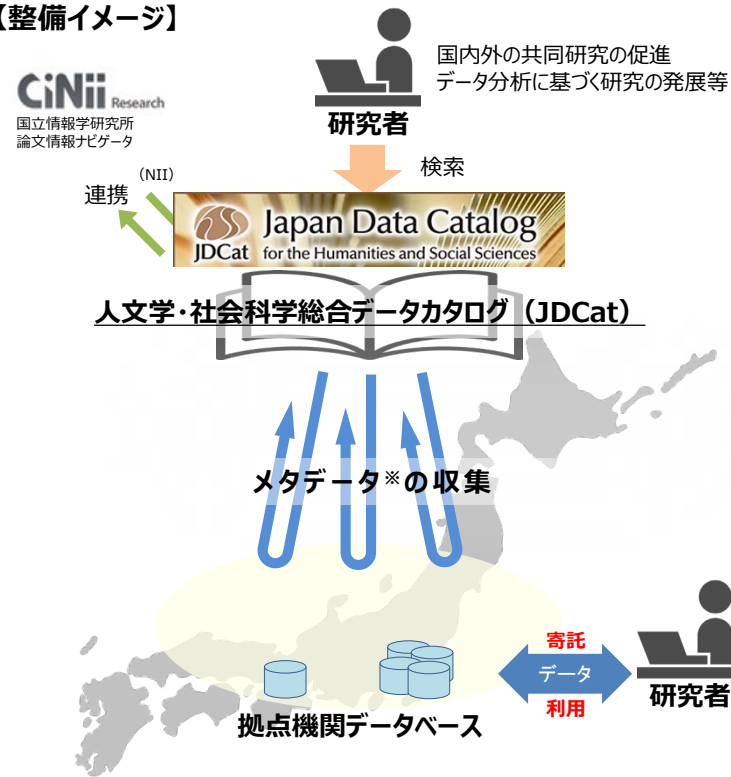 【整備イメージ】
CiNii Research
国立情報学研究所
論文情報ナビゲータ
国内外の共同研究の促進
データ分析に基づく研究の発展等
研究者
検索
(NII)
連携
JDCat
Japan Data Catalog
for the Humanities and Social Sciences
人文学・社会科学総合データカタログ（JDCat）
メタデータ※の収集
寄託
データ
利用
研究者
拠点機関データベース